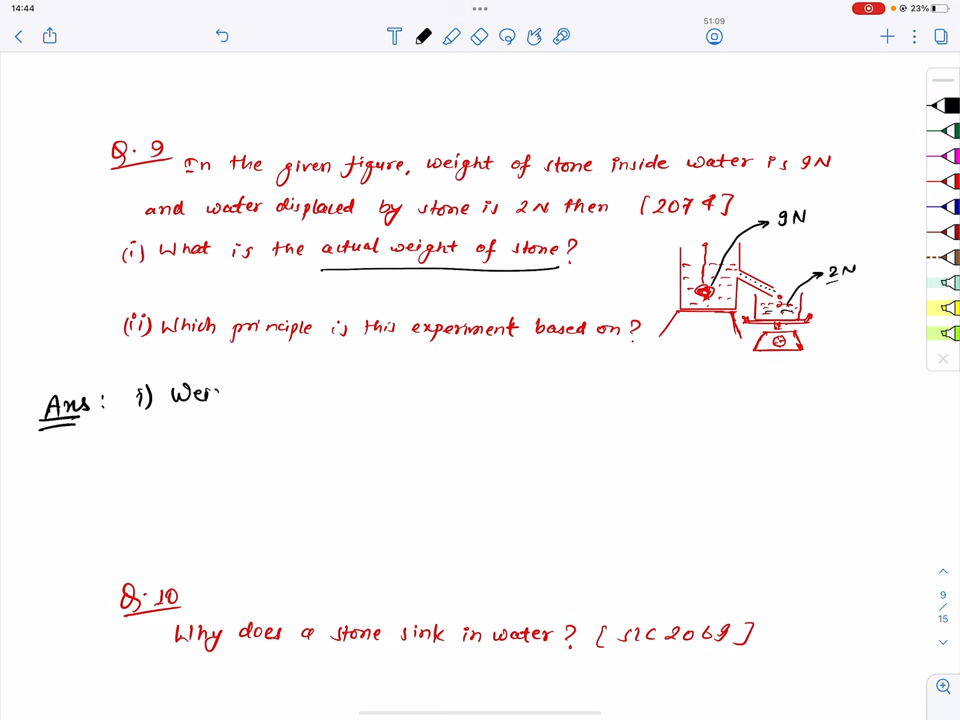 14:44
23%
51:09
Q. 9 In the given figure, weight of stone inside water is 9N
and water displaced by stone is 2N then [2074]
(i) What is the actual weight of stone?
(ii) Which principle is this experiment based on?
9N
2N
Ans: i) Wei
Q. 10
Why does a stone sink in water? [SLC 2069]
9
/
15